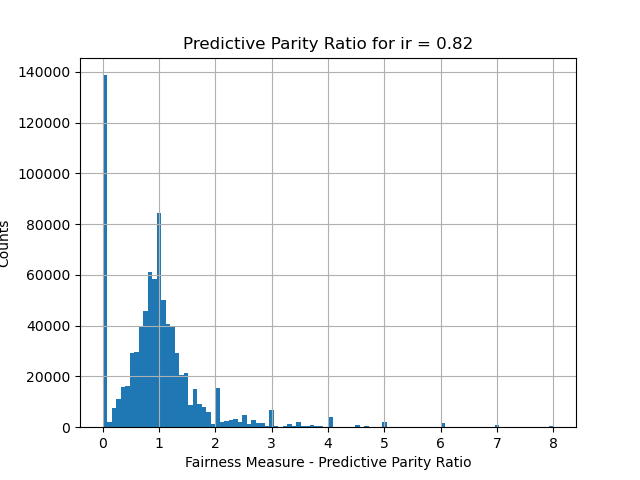 Predictive Parity Ratio for ir = 0.82
140000
120000
100000
80000
60000
40000
20000
0
Counts
0 1 2 3 4 5 6 7 8
Fairness Measure - Predictive Parity Ratio